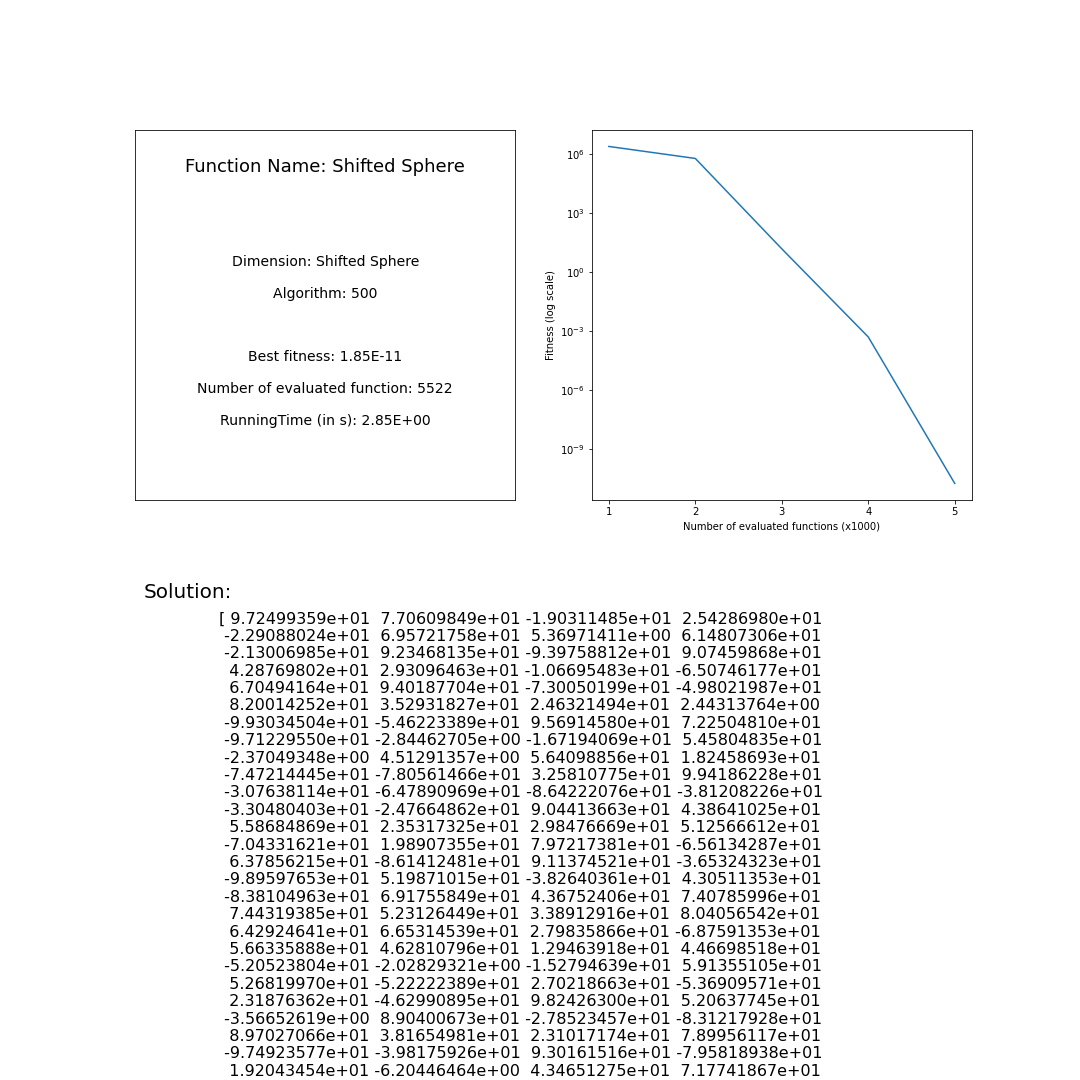 Function Name: Shifted Sphere
Dimension: Shifted Sphere
Algorithm: 500
Best fitness: 1.85E-11
Number of evaluated function: 5522
RunningTime (in s): 2.85E+00
Fitness (log scale)
10⁶
10³
10⁰
10⁻³
10⁻⁶
10⁻⁹
1 2 3 4 5
Number of evaluated functions (x1000)
Solution:
[ 9.72499359e+01 7.70609849e+01 -1.90311485e+01 2.54286980e+01
-2.29088024e+01 6.95721758e+01 5.36971411e+00 6.14807306e+01
-2.13006985e+01 9.23468135e+01 -9.39758812e+01 9.07459868e+01
4.28769802e+01 2.93096463e+01 -1.06695483e+01 -6.50746177e+01
6.70494164e+01 9.40187704e+01 -7.30050199e+01 -4.98021987e+01
8.20014252e+01 3.52931827e+01 2.46321494e+01 2.44313764e+00
-9.93034504e+01 -5.46223389e+01 9.56914580e+01 7.22504810e+01
-9.71229550e+01 -2.84462705e+00 -1.67194069e+01 5.45804835e+01
-2.37049348e+00 4.51291357e+00 5.64098856e+01 1.82458693e+01
-7.47214445e+01 -7.80561466e+01 3.25810775e+01 9.94186228e+01
-3.07638114e+01 -6.47890969e+01 -8.64222076e+01 -3.81208226e+01
-3.30480403e+01 -2.47664862e+01 9.04413663e+01 4.38641025e+01
5.58684869e+01 2.35317325e+01 2.98476669e+01 5.12566612e+01
-7.04331621e+01 1.98907355e+01 7.97217381e+01 -6.56134287e+01
6.37856215e+01 -8.61412481e+01 9.11374521e+01 -3.65324323e+01
-9.89597653e+01 5.19871015e+01 -3.82640361e+01 4.30511353e+01
-8.38104963e+01 6.91755849e+01 4.36752406e+01 7.40785996e+01
7.44319385e+01 5.23126449e+01 3.38912916e+01 8.04056542e+01
6.42924641e+01 6.65314539e+01 2.79835866e+01 -6.87591353e+01
5.66335888e+01 4.62810796e+01 1.29463918e+01 4.46698518e+01
-5.20523804e+01 -2.02829321e+00 -1.52794639e+01 5.91355105e+01
5.26819970e+01 -5.22222389e+01 2.70218663e+01 -5.36909571e+01
2.31876362e+01 -4.62990895e+01 9.82426300e+01 5.20637745e+01
-3.56652619e+00 8.90400673e+01 -2.78523457e+01 -8.31217928e+01
8.97027066e+01 3.81654981e+01 2.31017174e+01 7.89956117e+01
-9.74923577e+01 -3.98175926e+01 9.30161516e+01 -7.95818938e+01
1.92043454e+01 -6.20446464e+00 4.34651275e+01 7.17741867e+01